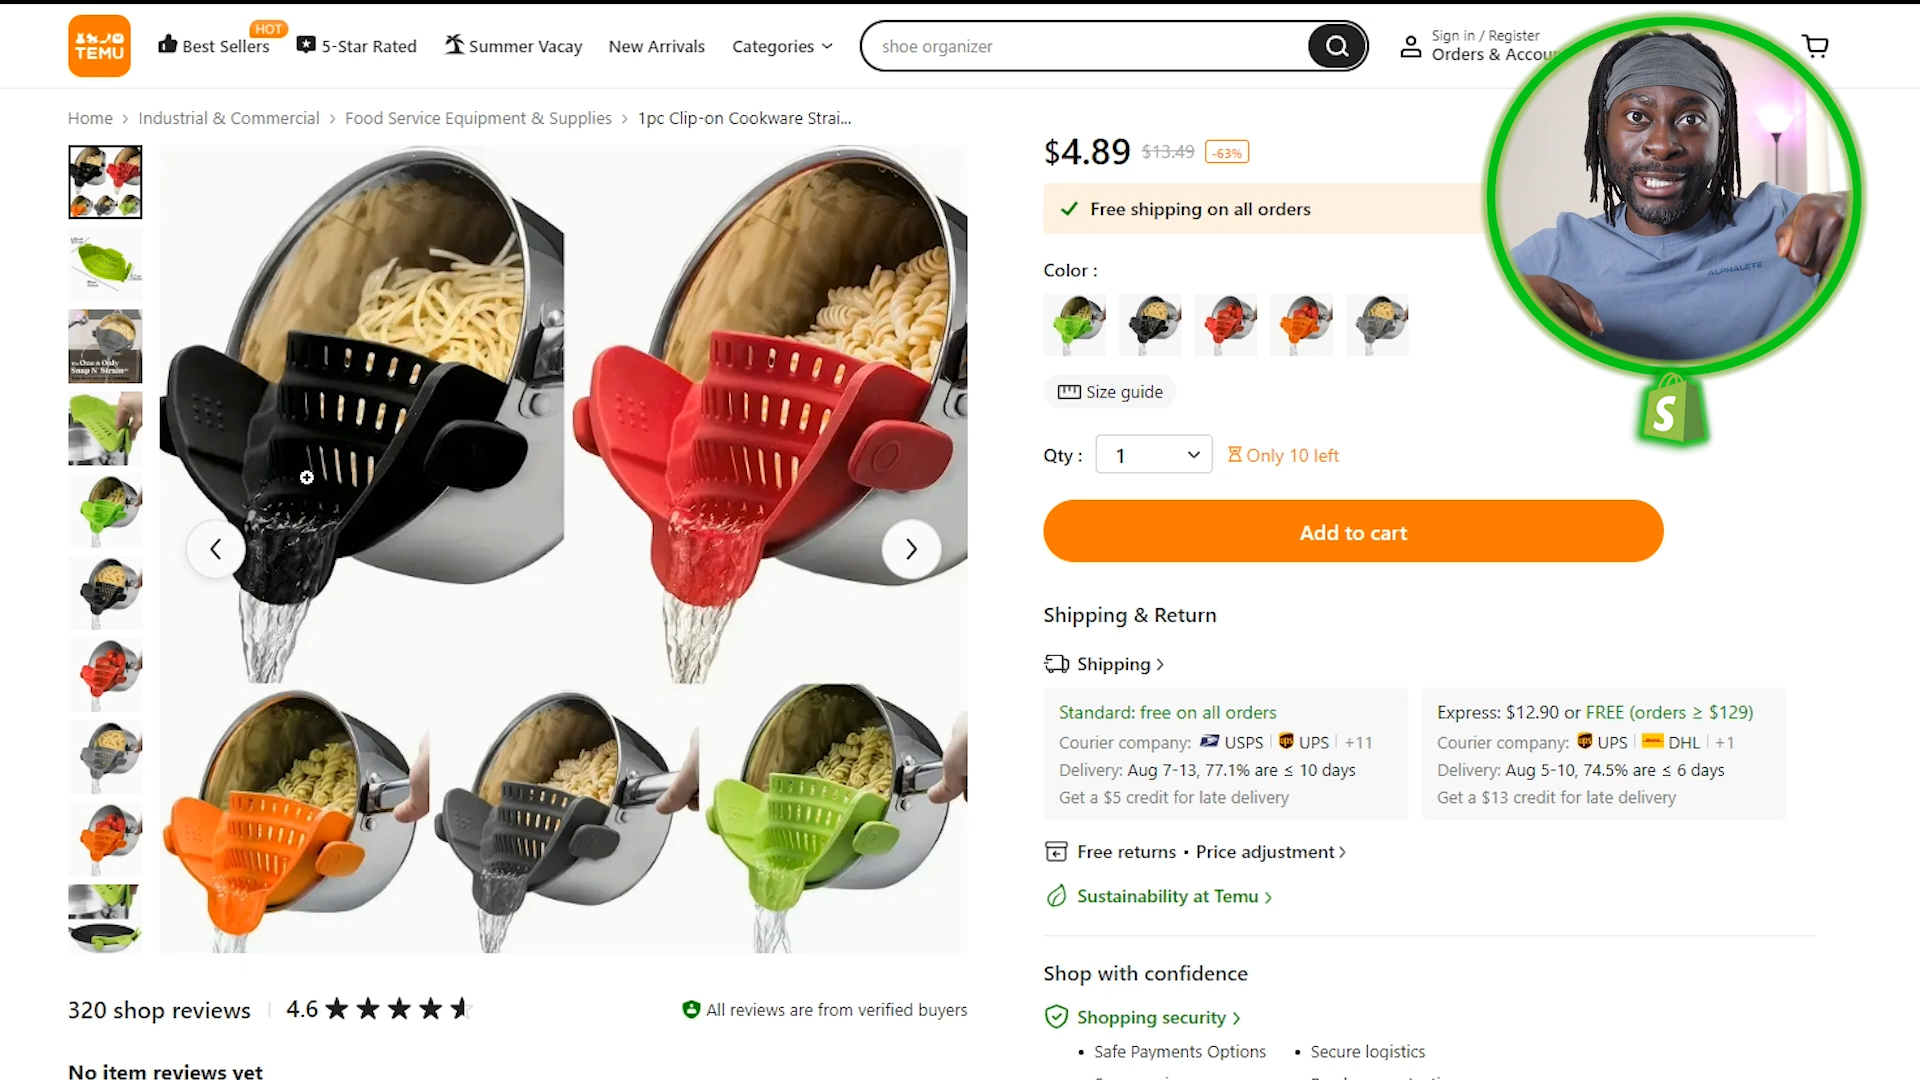 TEMU
Best Sellers
HOT
5-Star Rated
Summer Vacay
New Arrivals
Categories
shoe organizer
Sign in / Register
Orders & Accou
Home > Industrial & Commercial > Food Service Equipment & Supplies > 1pc Clip-on Cookware Strai...
$4.89 $13.49 -63%
Free shipping on all orders
ALPHALETE
Color :
S
Size guide
Qty : 1 Only 10 left
Add to cart
Shipping & Return
Shipping >
Standard: free on all orders
Courier company: USPS | UPS | +11
Delivery: Aug 7-13, 77.1% are ≤ 10 days
Get a $5 credit for late delivery
Express: $12.90 or FREE (orders ≥ $129)
Courier company: UPS | DHL | +1
Delivery: Aug 5-10, 74.5% are ≤ 6 days
Get a $13 credit for late delivery
Free returns • Price adjustment >
Sustainability at Temu >
Shop with confidence
Shopping security >
• Safe Payments Options
• Secure logistics
320 shop reviews | 4.6
All reviews are from verified buyers
No item reviews yet